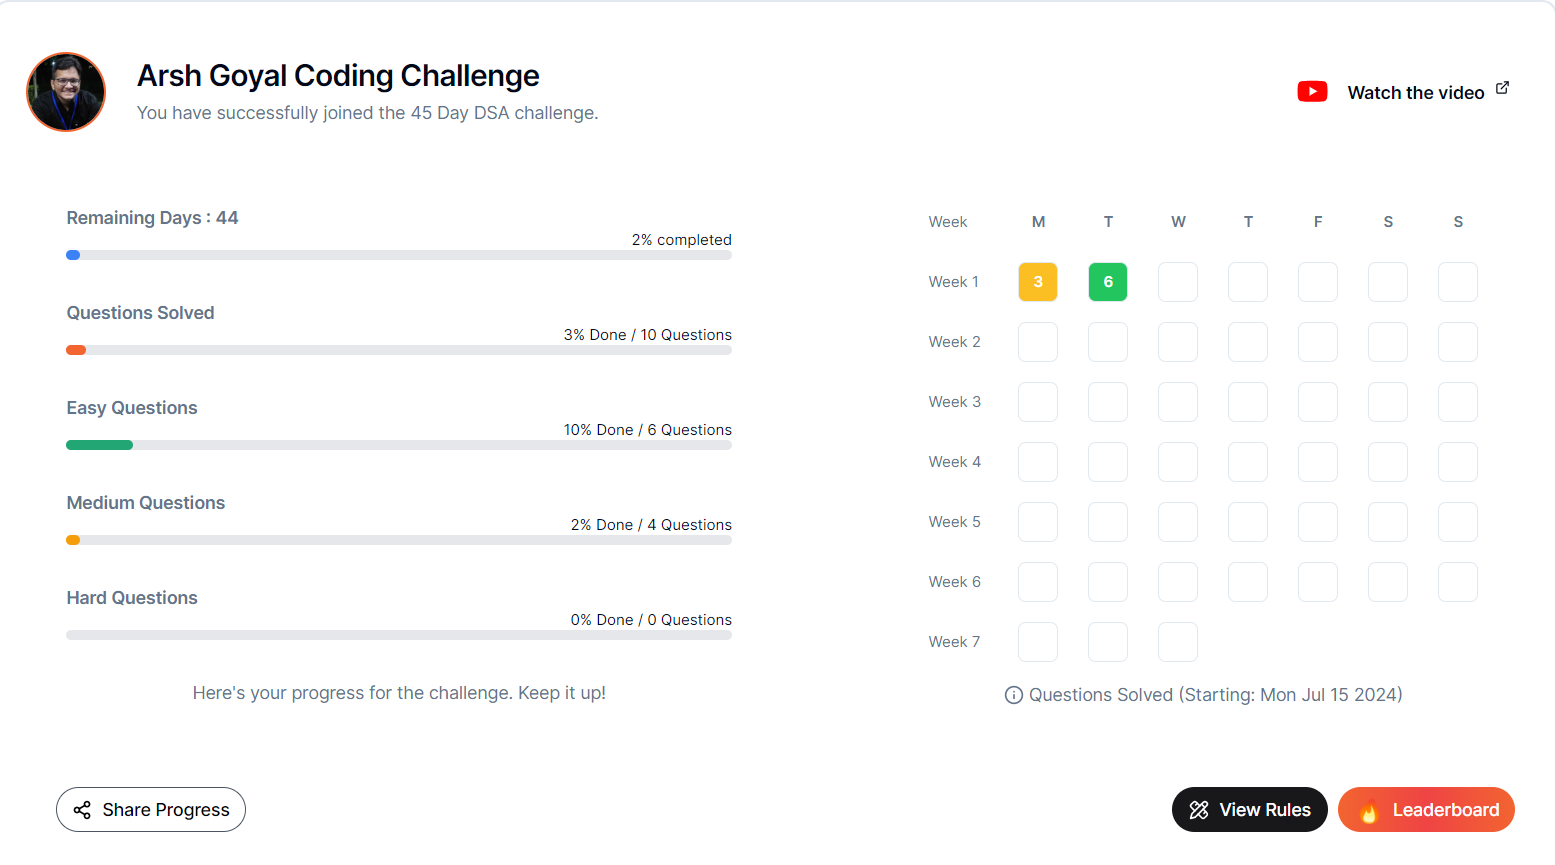 Arsh Goyal Coding Challenge
You have successfully joined the 45 Day DSA challenge.
Watch the video
Remaining Days : 44
2% completed
Questions Solved
3% Done / 10 Questions
Easy Questions
10% Done / 6 Questions
Medium Questions
2% Done / 4 Questions
Hard Questions
0% Done / 0 Questions
Here's your progress for the challenge. Keep it up!
Week M T W T F S S
Week 1 3 6
Week 2
Week 3
Week 4
Week 5
Week 6
Week 7
Questions Solved (Starting: Mon Jul 15 2024)
Share Progress
View Rules
Leaderboard